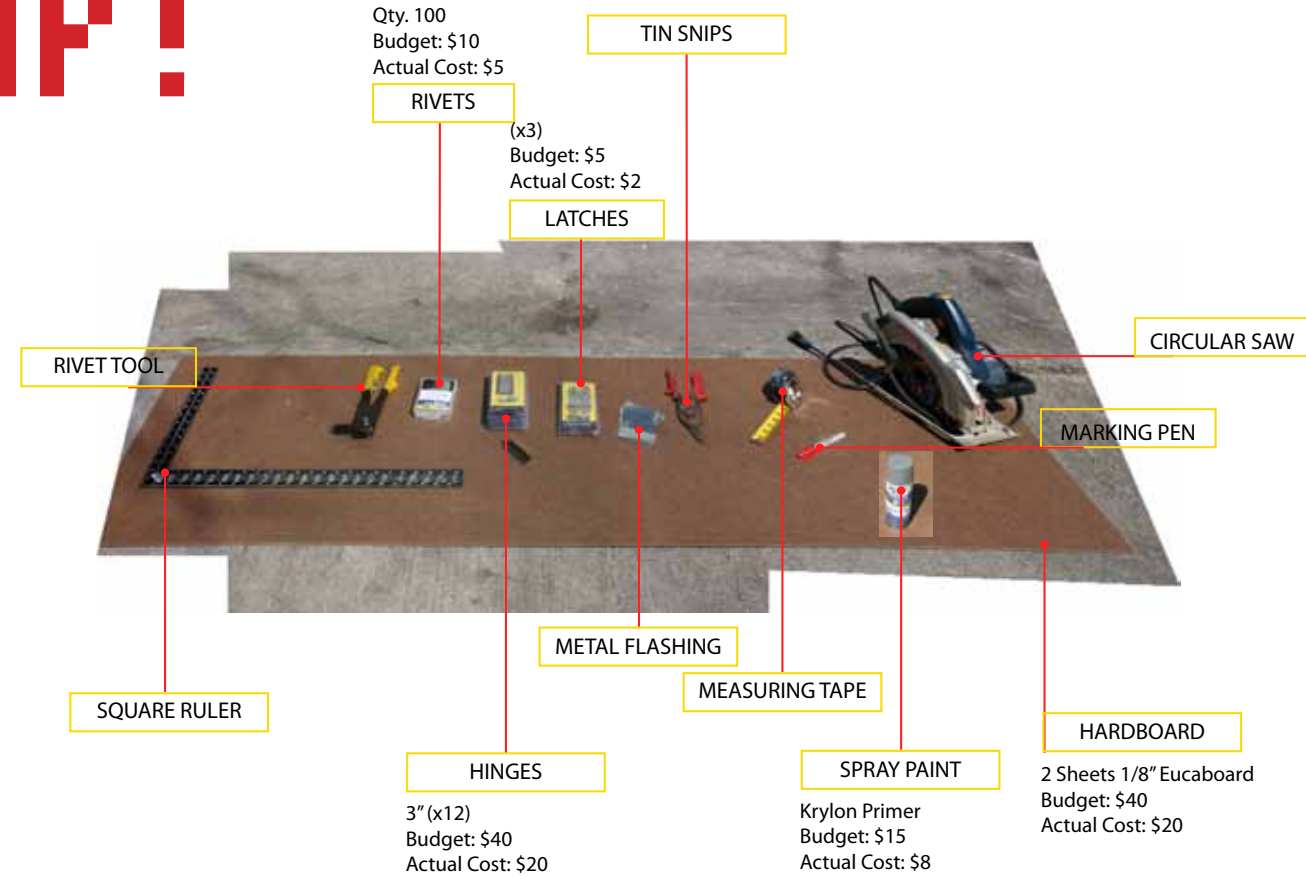 Qty. 100
Budget: $10
Actual Cost: $5
RIVETS
TIN SNIPS
(x3)
Budget: $5
Actual Cost: $2
LATCHES
CIRCULAR SAW
RIVET TOOL
MARKING PEN
METAL FLASHING
MEASURING TAPE
SQUARE RULER
HARDBOARD
2 Sheets 1/8” Eucaboard
Budget: $40
Actual Cost: $20
HINGES
3” (x12)
Budget: $40
Actual Cost: $20
SPRAY PAINT
Krylon Primer
Budget: $15
Actual Cost: $8